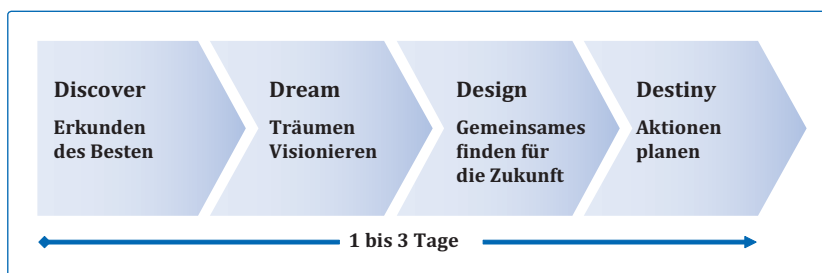 Discover
Erkunden
des Besten
Dream
Träumen
Visionieren
Design
Gemeinsames
finden für
die Zukunft
Destiny
Aktionen
planen
1 bis 3 Tage